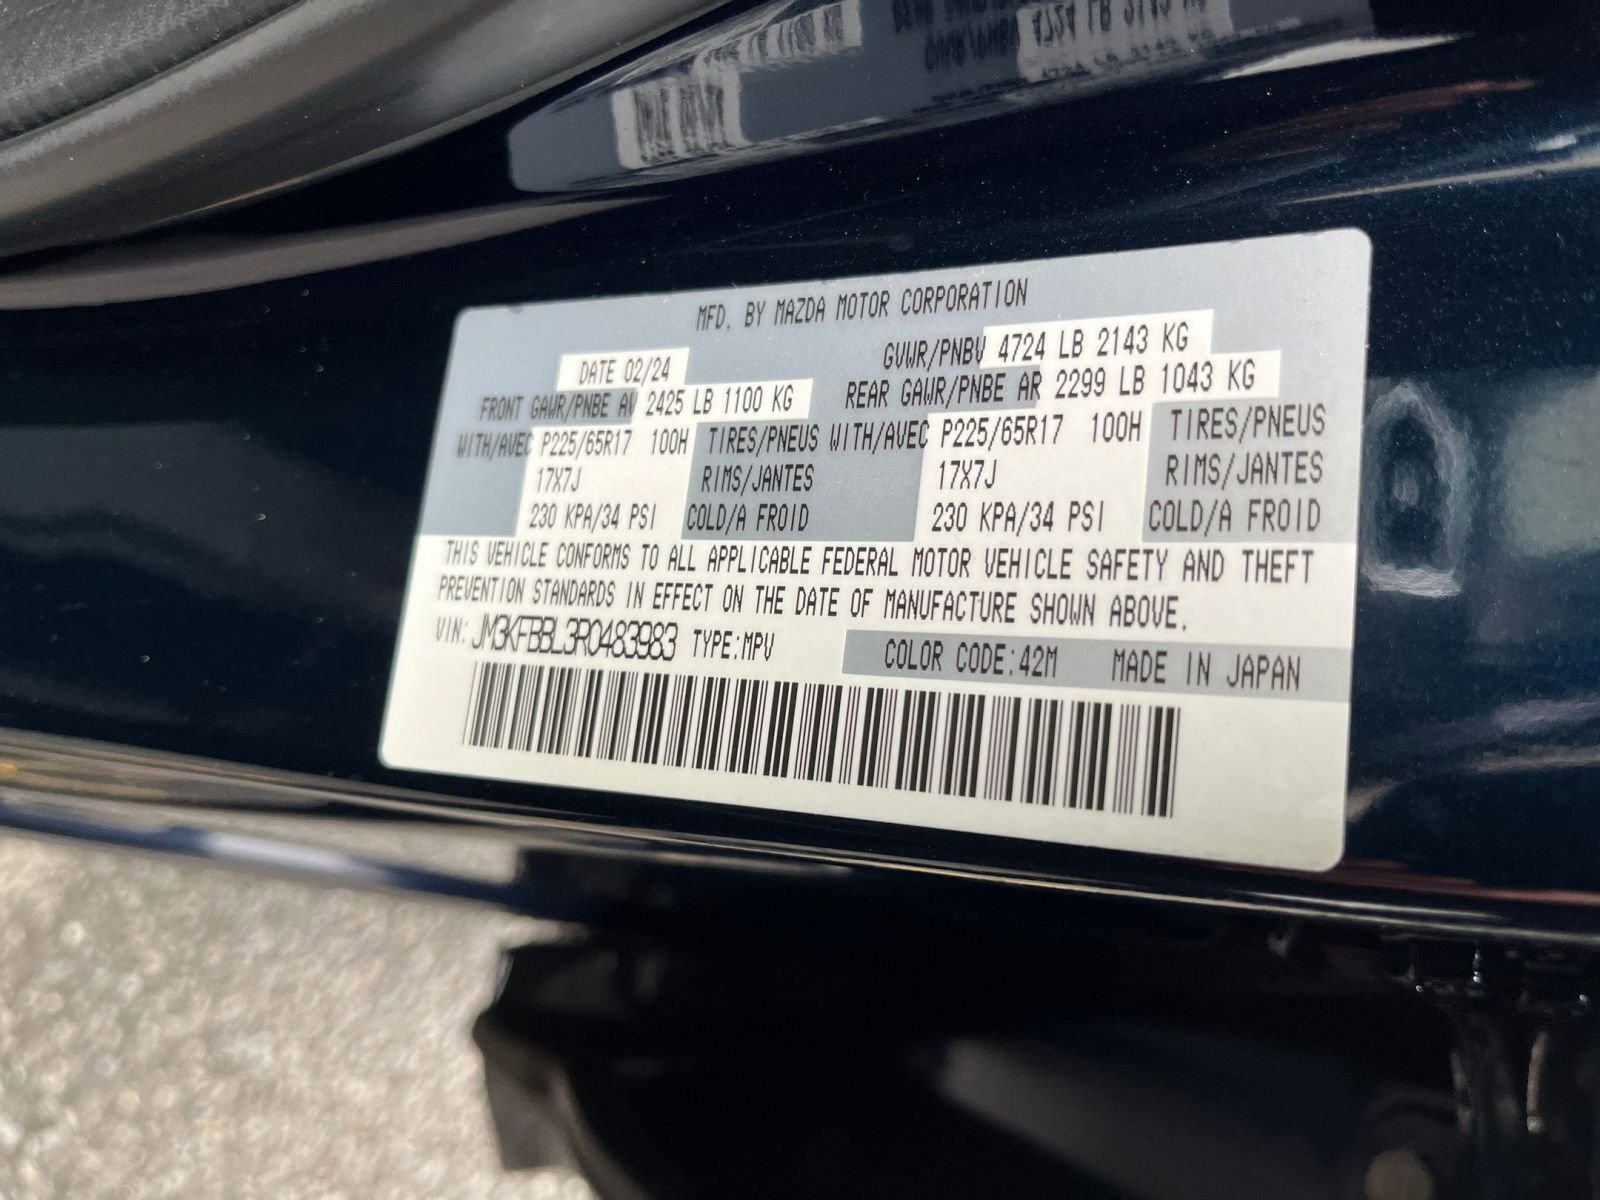 MFD. BY MAZDA MOTOR CORPORATION
DATE 02/24 GVWR/PNBV 4724 LB 2143 KG
FRONT GAWR/PNBE AV 2425 LB 1100 KG REAR GAWR/PNBE AR 2299 LB 1043 KG
WITH/AVEC P225/65R17 100H TIRES/PNEUS WITH/AVEC P225/65R17 100H TIRES/PNEUS
17X7J RIMS/JANTES 17X7J RIMS/JANTES
230 KPA/34 PSI COLD/A FROID 230 KPA/34 PSI COLD/A FROID
THIS VEHICLE CONFORMS TO ALL APPLICABLE FEDERAL MOTOR VEHICLE SAFETY AND THEFT
PREVENTION STANDARDS IN EFFECT ON THE DATE OF MANUFACTURE SHOWN ABOVE.
VIN: JM3KFBBL3R0483983 TYPE:MPV COLOR CODE:42M MADE IN JAPAN